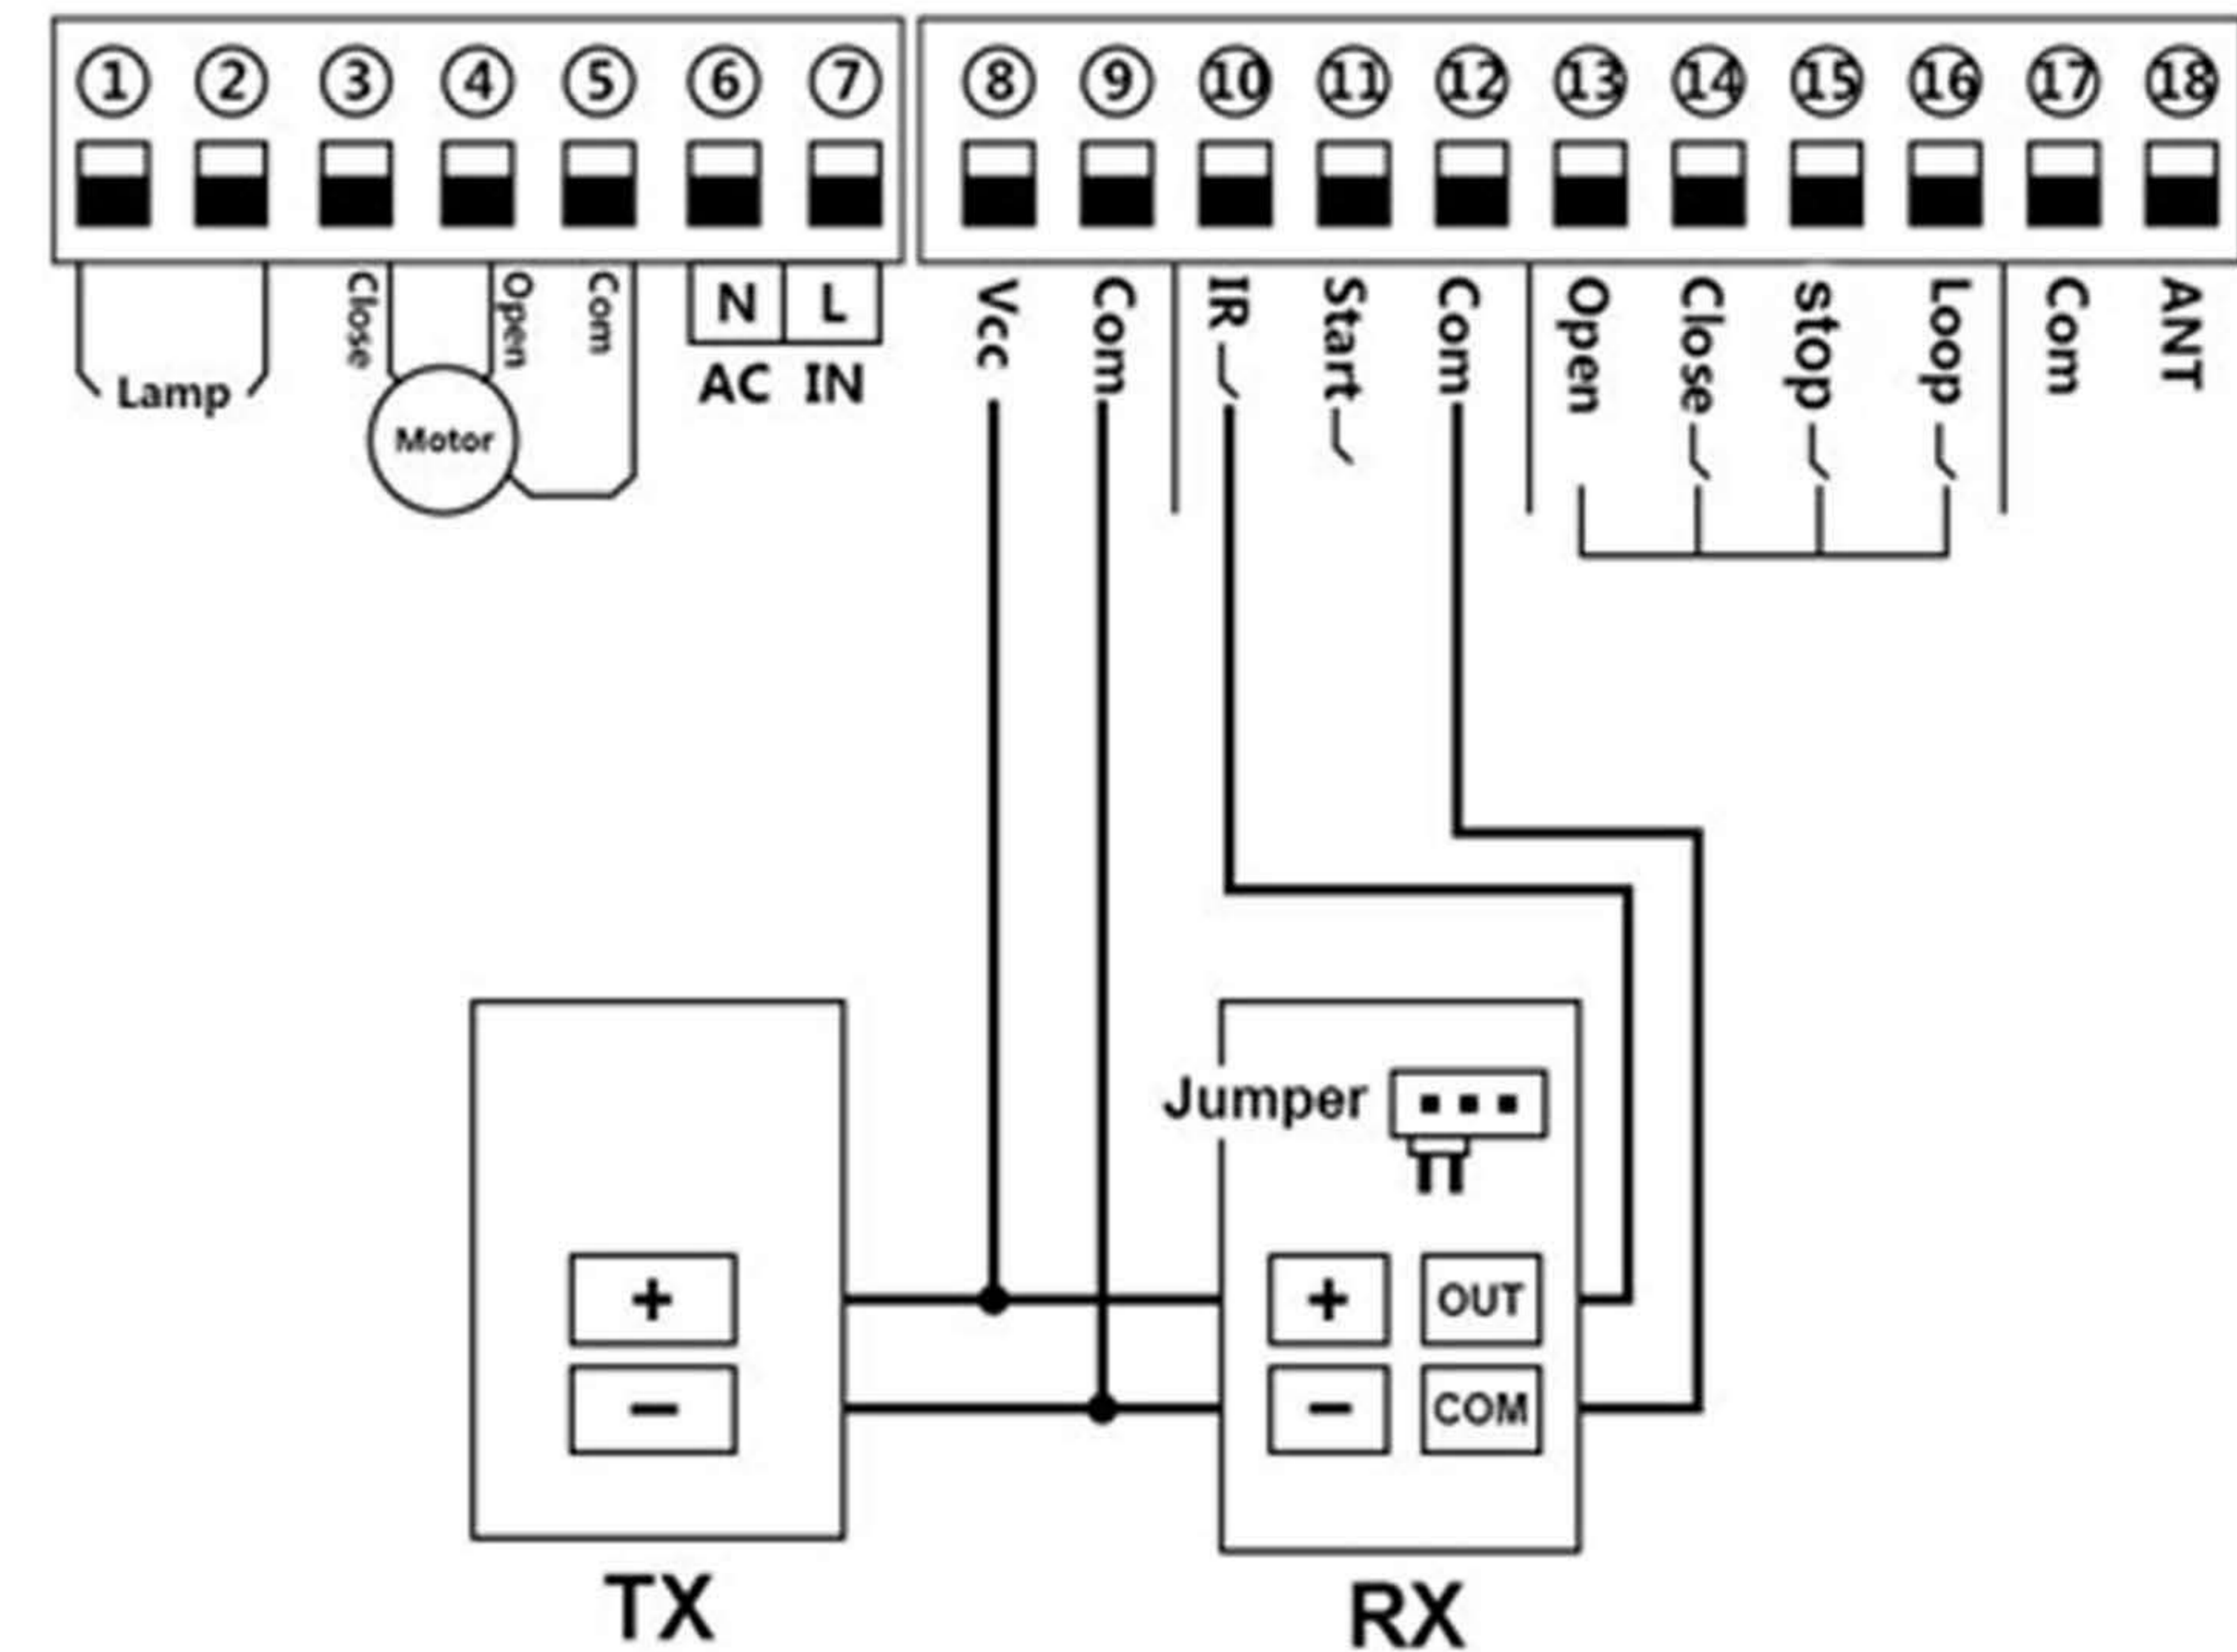 ① ② ③ ④ ⑤ ⑥ ⑦ ⑧ ⑨ ⑩ ⑪ ⑫ ⑬ ⑭ ⑮ ⑯ ⑰ ⑱
Lamp
Close
Open
Com
Motor
N L
AC IN
Vcc
Com
IR
Start
Com
Open
Close
Stop
Loop
Com
ANT
Jumper
+
−
+ OUT
− COM
TX
RX